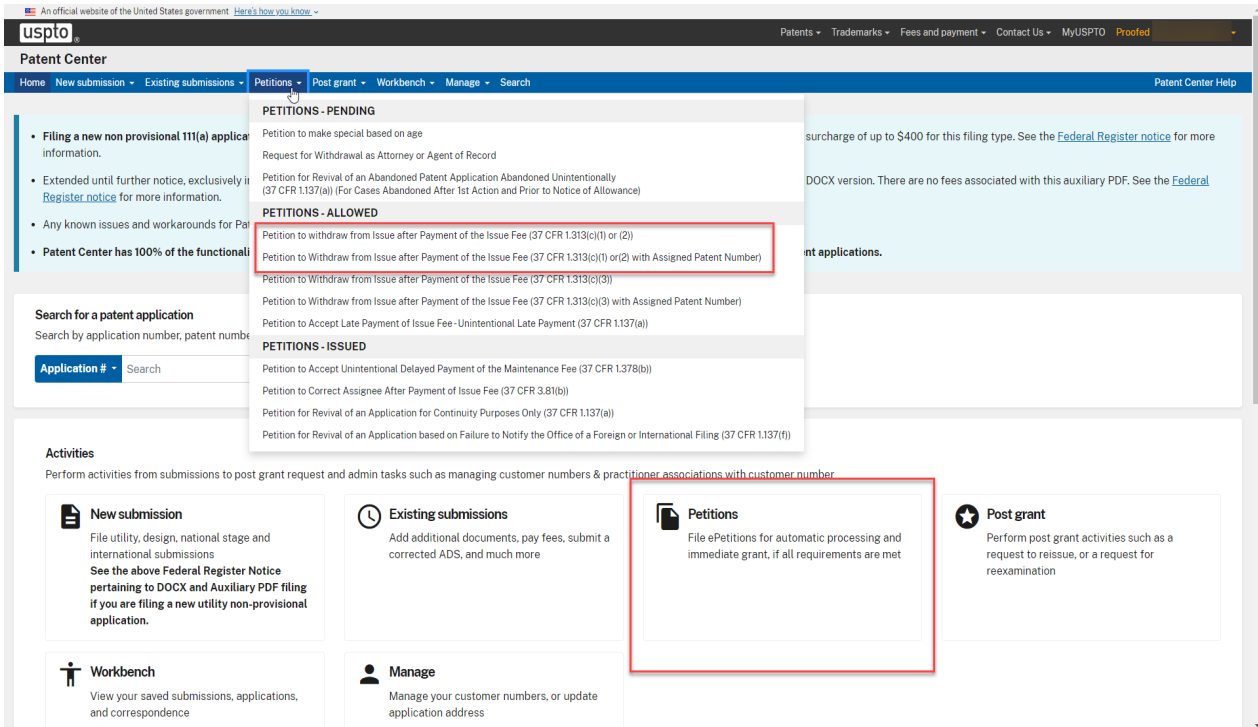 An official website of the United States government Here's how you know
uspto
Patents Trademarks Fees and payment Contact Us MyUSPTO Proofed
Patent Center
Home New submission Existing submissions Petitions Post grant Workbench Manage Search Patent Center Help
PETITIONS - PENDING
Petition to make special based on age
Request for Withdrawal as Attorney or Agent of Record
Petition for Revival of an Abandoned Patent Application Abandoned Unintentionally
(37 CFR 1.137(a)) (For Cases Abandoned After 1st Action and Prior to Notice of Allowance)
PETITIONS - ALLOWED
Petition to withdraw from Issue after Payment of the Issue Fee (37 CFR 1.313(c)(1) or (2))
Petition to Withdraw from Issue after Payment of the Issue Fee (37 CFR 1.313(c)(1) or(2) with Assigned Patent Number)
Petition to Withdraw from Issue after Payment of the Issue Fee (37 CFR 1.313(c)(3))
Petition to Withdraw from Issue after Payment of the Issue Fee (37 CFR 1.313(c)(3) with Assigned Patent Number)
Petition to Accept Late Payment of Issue Fee - Unintentional Late Payment (37 CFR 1.137(a))
PETITIONS - ISSUED
Petition to Accept Unintentional Delayed Payment of the Maintenance Fee (37 CFR 1.378(b))
Petition to Correct Assignee After Payment of Issue Fee (37 CFR 3.81(b))
Petition for Revival of an Application for Continuity Purposes Only (37 CFR 1.137(a))
Petition for Revival of an Application based on Failure to Notify the Office of a Foreign or International Filing (37 CFR 1.137(f))
• Filing a new non provisional 111(a) applica surcharge of up to $400 for this filing type. See the Federal Register notice for more
information.
• Extended until further notice, exclusively i DOCX version. There are no fees associated with this auxiliary PDF. See the Federal
Register notice for more information.
• Any known issues and workarounds for Pa
• Patent Center has 100% of the functionali nt applications.
Search for a patent application
Search by application number, patent numbe
Application # Search
Activities
Perform activities from submissions to post grant request and admin tasks such as managing customer numbers & practitioner associations with customer number
New submission
File utility, design, national stage and
international submissions
See the above Federal Register Notice
pertaining to DOCX and Auxiliary PDF filing
if you are filing a new utility non-provisional
application.
Existing submissions
Add additional documents, pay fees, submit a
corrected ADS, and much more
Petitions
File ePetitions for automatic processing and
immediate grant, if all requirements are met
Post grant
Perform post grant activities such as a
request to reissue, or a request for
reexamination
Workbench
View your saved submissions, applications,
and correspondence
Manage
Manage your customer numbers, or update
application address